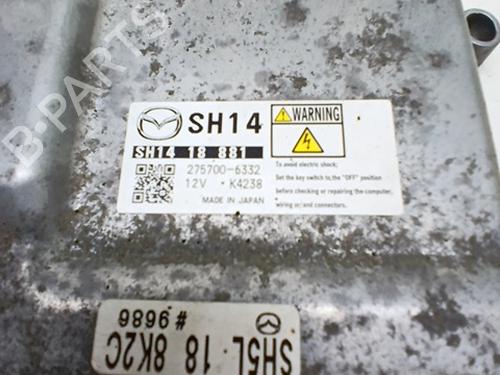 B-PARTS
SH14
SH14 18 881
275700-6332
12V • K4238
MADE IN JAPAN
WARNING
To avoid electric shock;
Set the key switch to the "OFF" position
before checking or repairing the computer,
wiring or/and connectors.
SH5L 18 8K2C
# 9686